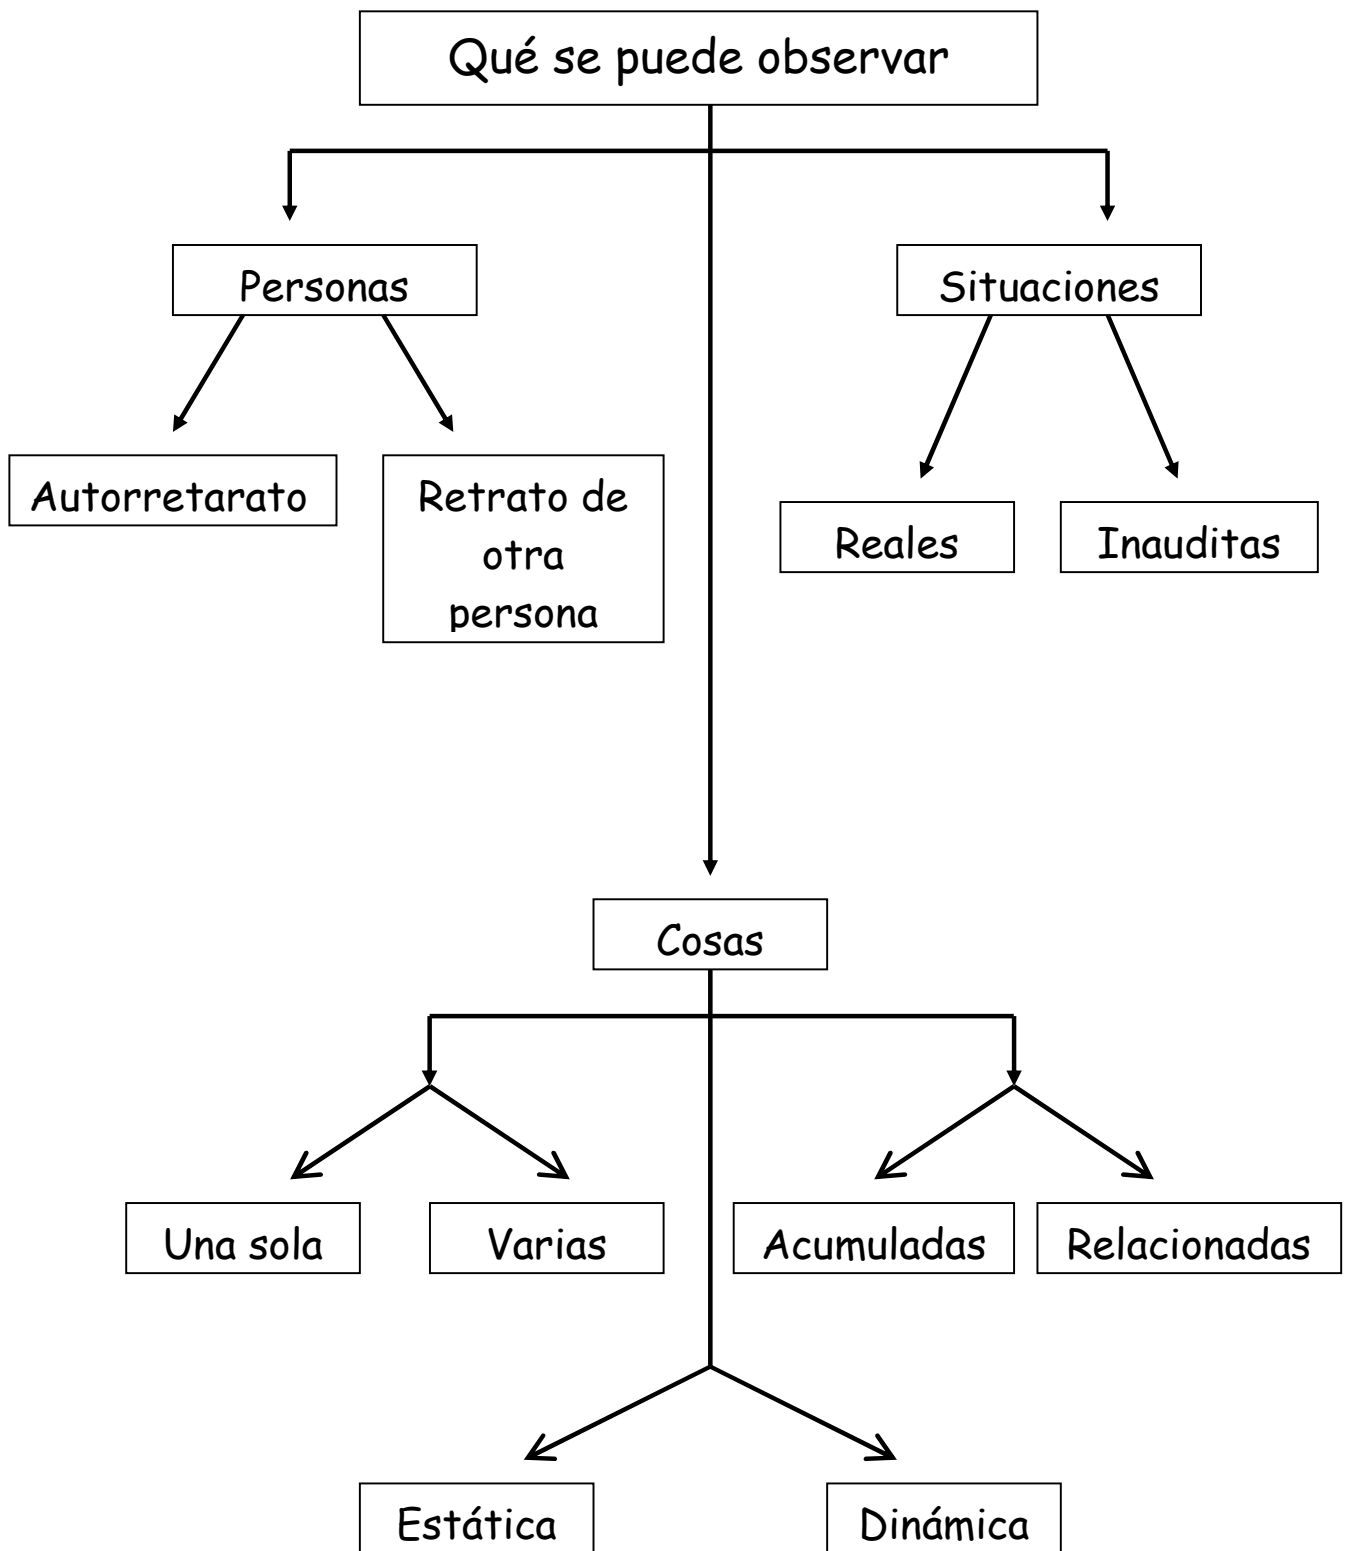 Qué se puede observar
Personas
Situaciones
Autorretarato
Retrato de
otra
persona
Reales
Inauditas
Cosas
Una sola
Varias
Acumuladas
Relacionadas
Estática
Dinámica